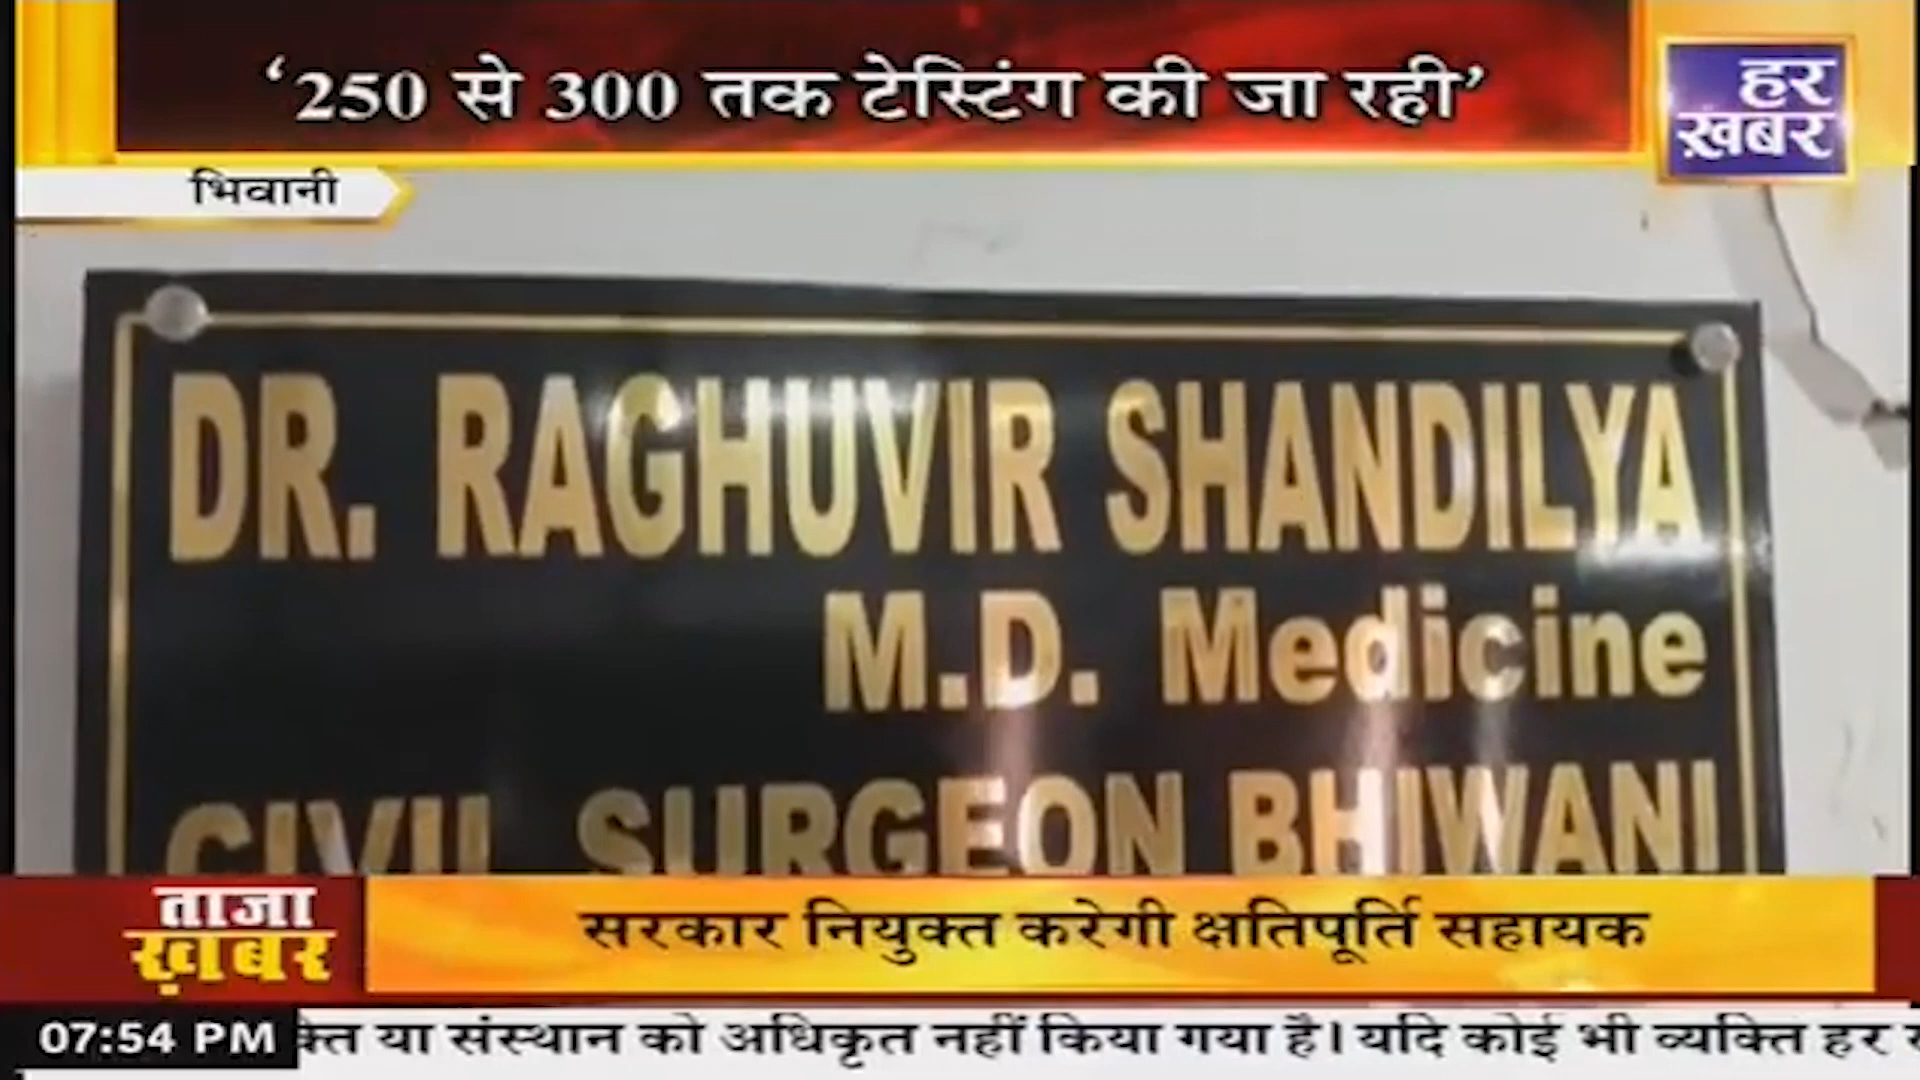 ‘250 से 300 तक टेस्टिंग की जा रही’
हर
ख़बर
भिवानी
DR. RAGHUVIR SHANDILYA
M.D. Medicine
CIVIL SURGEON BHIWANI
ताजा
ख़बर
सरकार नियुक्त करेगी क्षतिपूर्ति सहायक
07:54 PM
या संस्थान को अधिकृत नहीं किया गया है। यदि कोई भी व्यक्ति हर